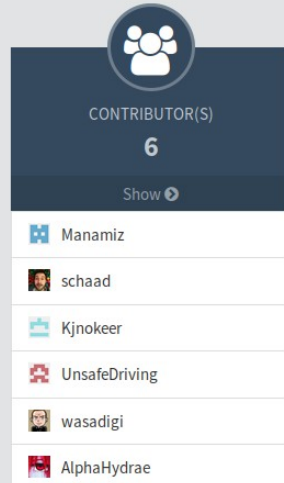 CONTRIBUTOR(S)
6
Show
Manamiz
schaad
Kjnokeer
UnsafeDriving
wasadigi
AlphaHydrae